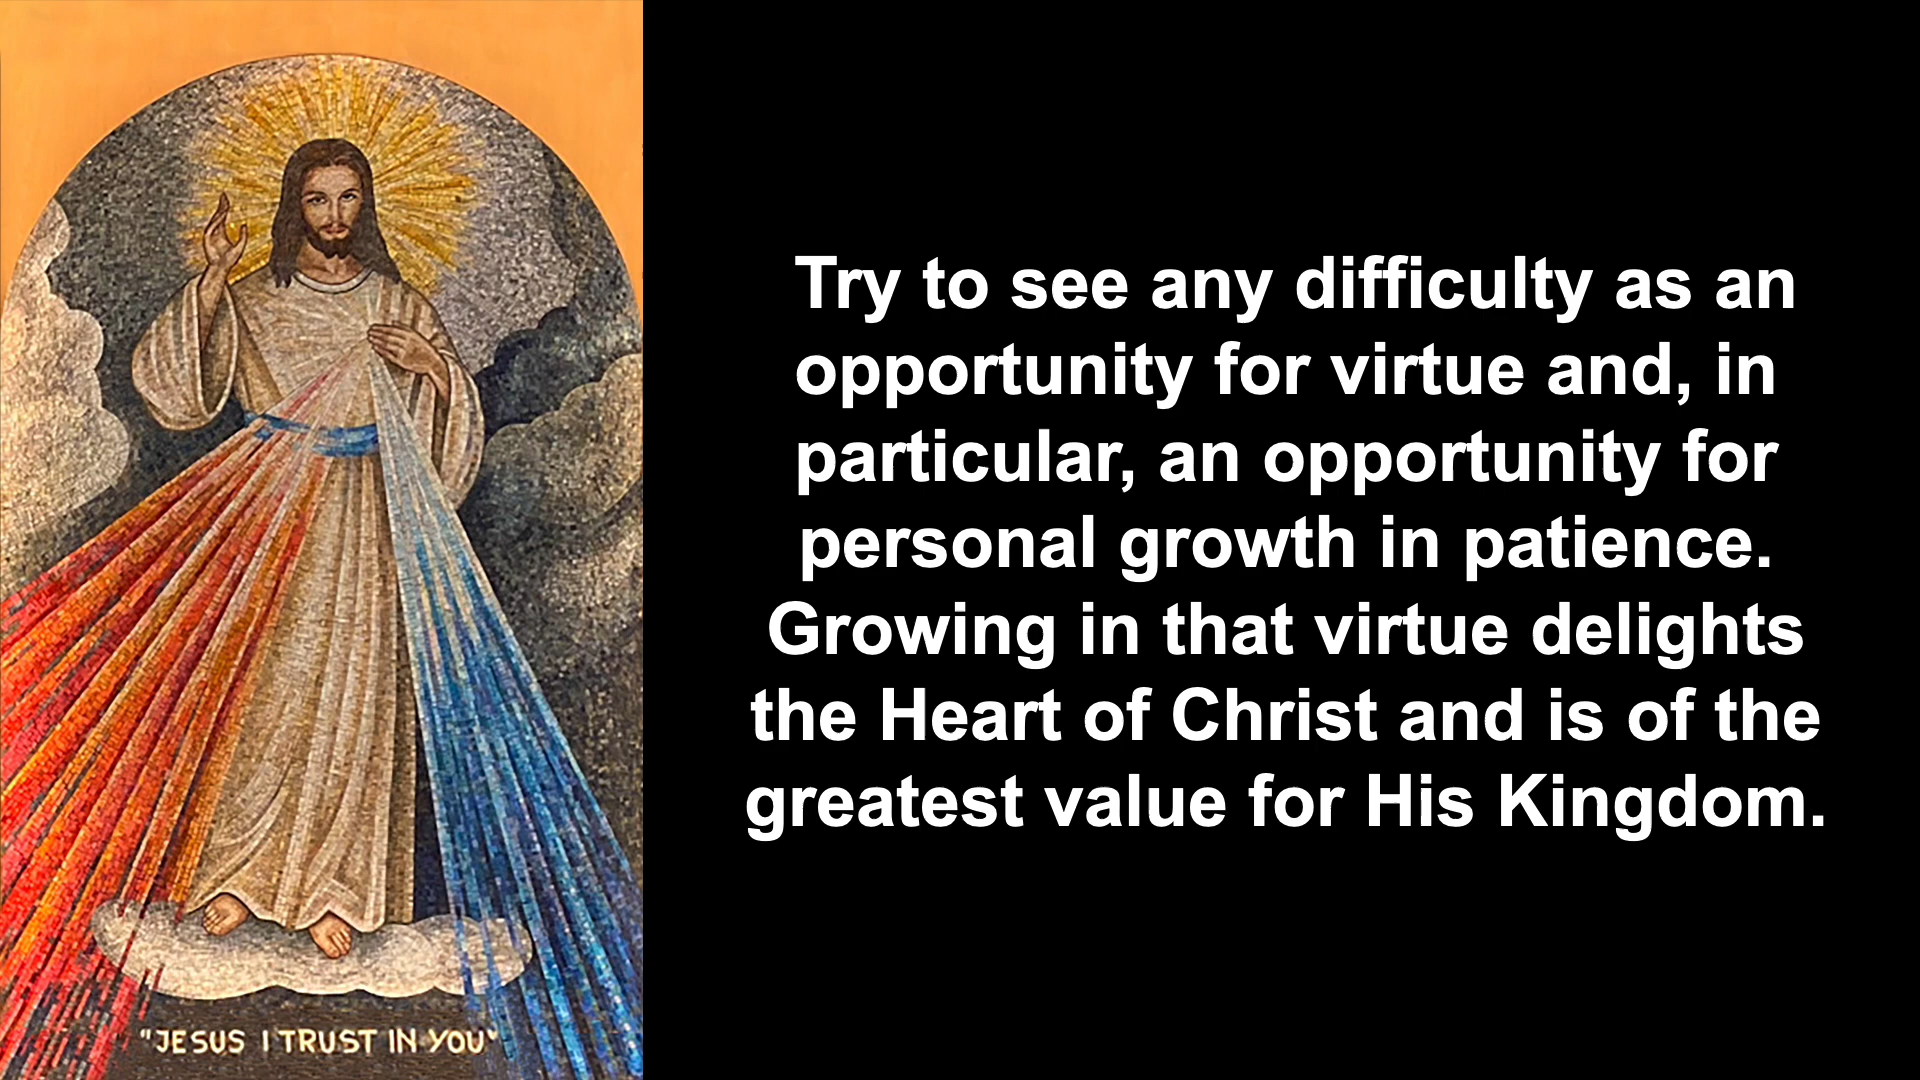 Try to see any difficulty as an
opportunity for virtue and, in
particular, an opportunity for
personal growth in patience.
Growing in that virtue delights
the Heart of Christ and is of the
greatest value for His Kingdom.
"JESUS I TRUST IN YOU"